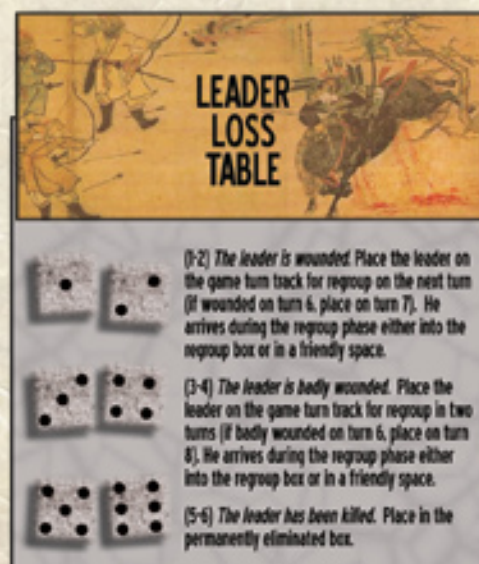 LEADER
LOSS
TABLE
(1-2) The leader is wounded. Place the leader on
the game turn track for regroup on the next turn
(if wounded on turn 6, place on turn 7). He
arrives during the regroup phase either into the
regroup box or in a friendly space.
(3-4) The leader is badly wounded. Place the
leader on the game turn track for regroup in two
turns (if badly wounded on turn 6, place on turn
8). He arrives during the regroup phase either
into the regroup box or in a friendly space.
(5-6) The leader has been killed. Place in the
permanently eliminated box.